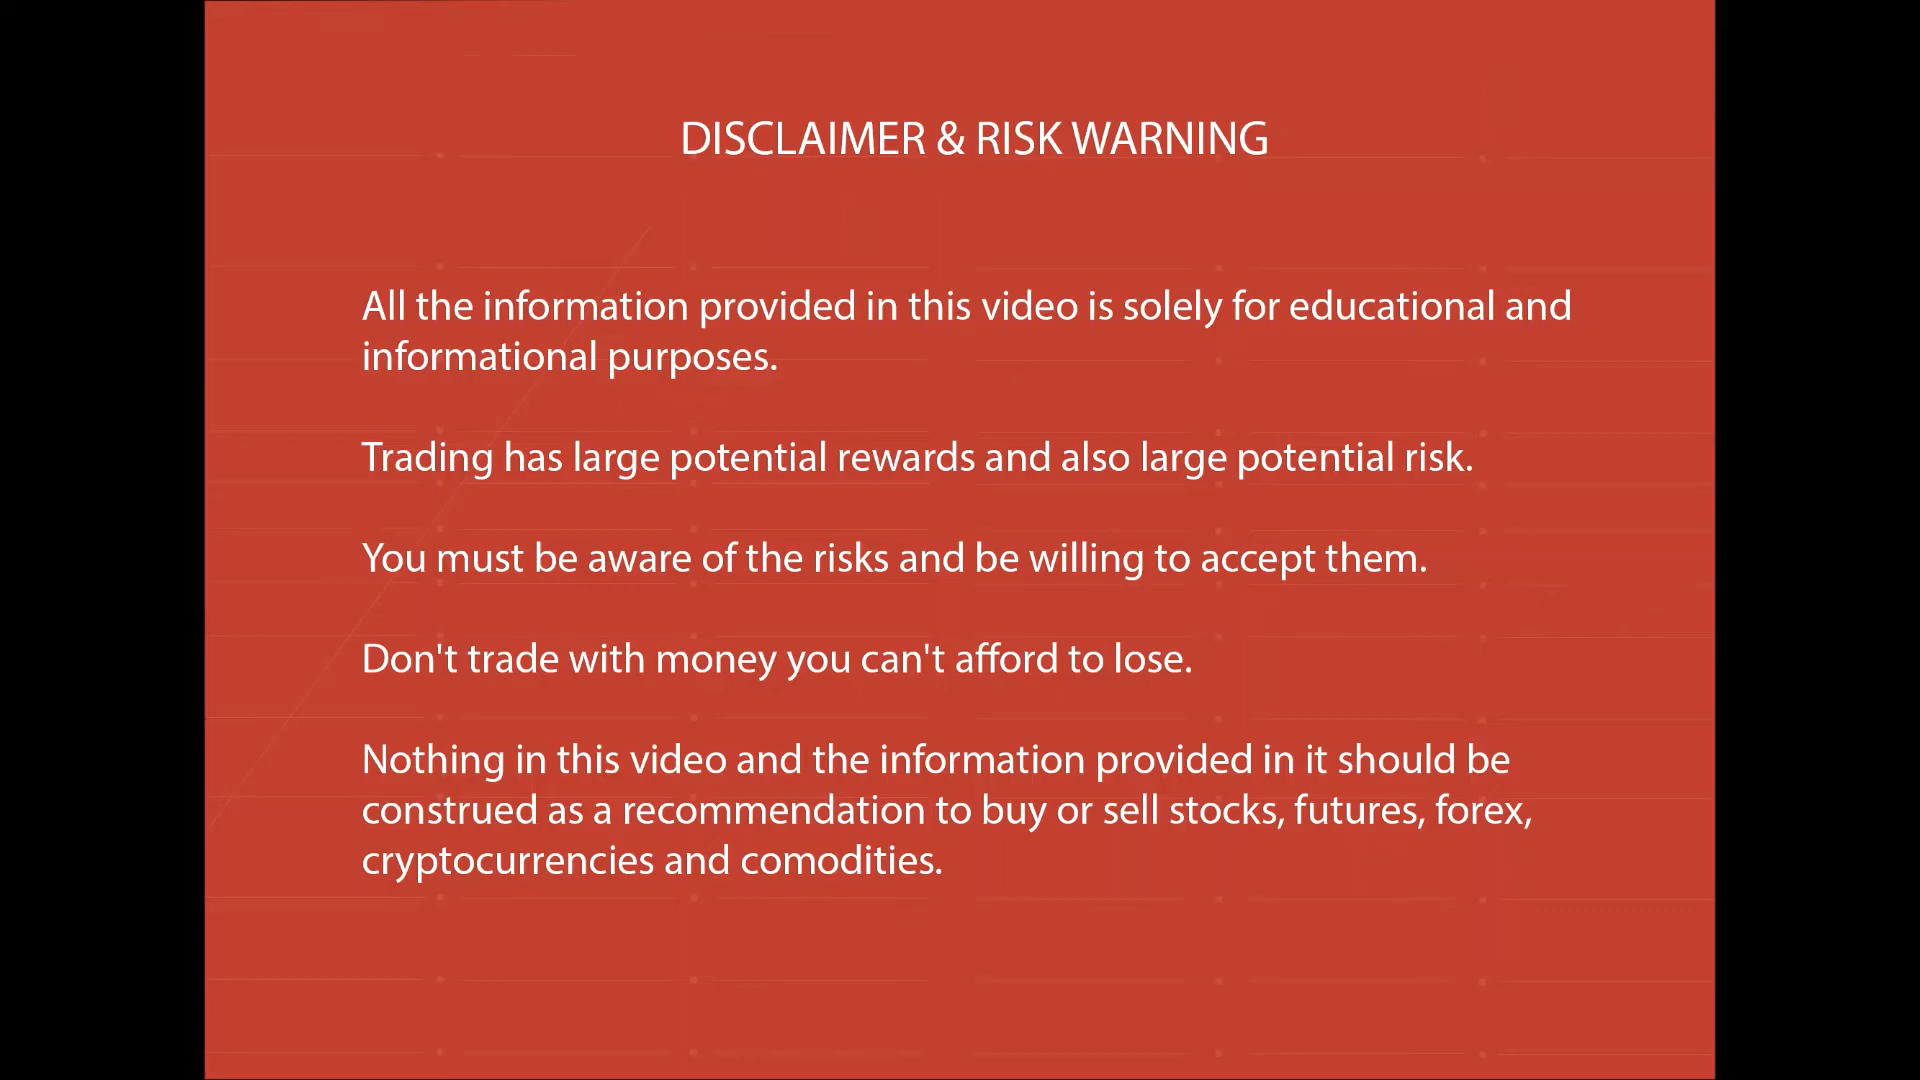 DISCLAIMER & RISK WARNING
All the information provided in this video is solely for educational and
informational purposes.
Trading has large potential rewards and also large potential risk.
You must be aware of the risks and be willing to accept them.
Don't trade with money you can't afford to lose.
Nothing in this video and the information provided in it should be
construed as a recommendation to buy or sell stocks, futures, forex,
cryptocurrencies and comodities.